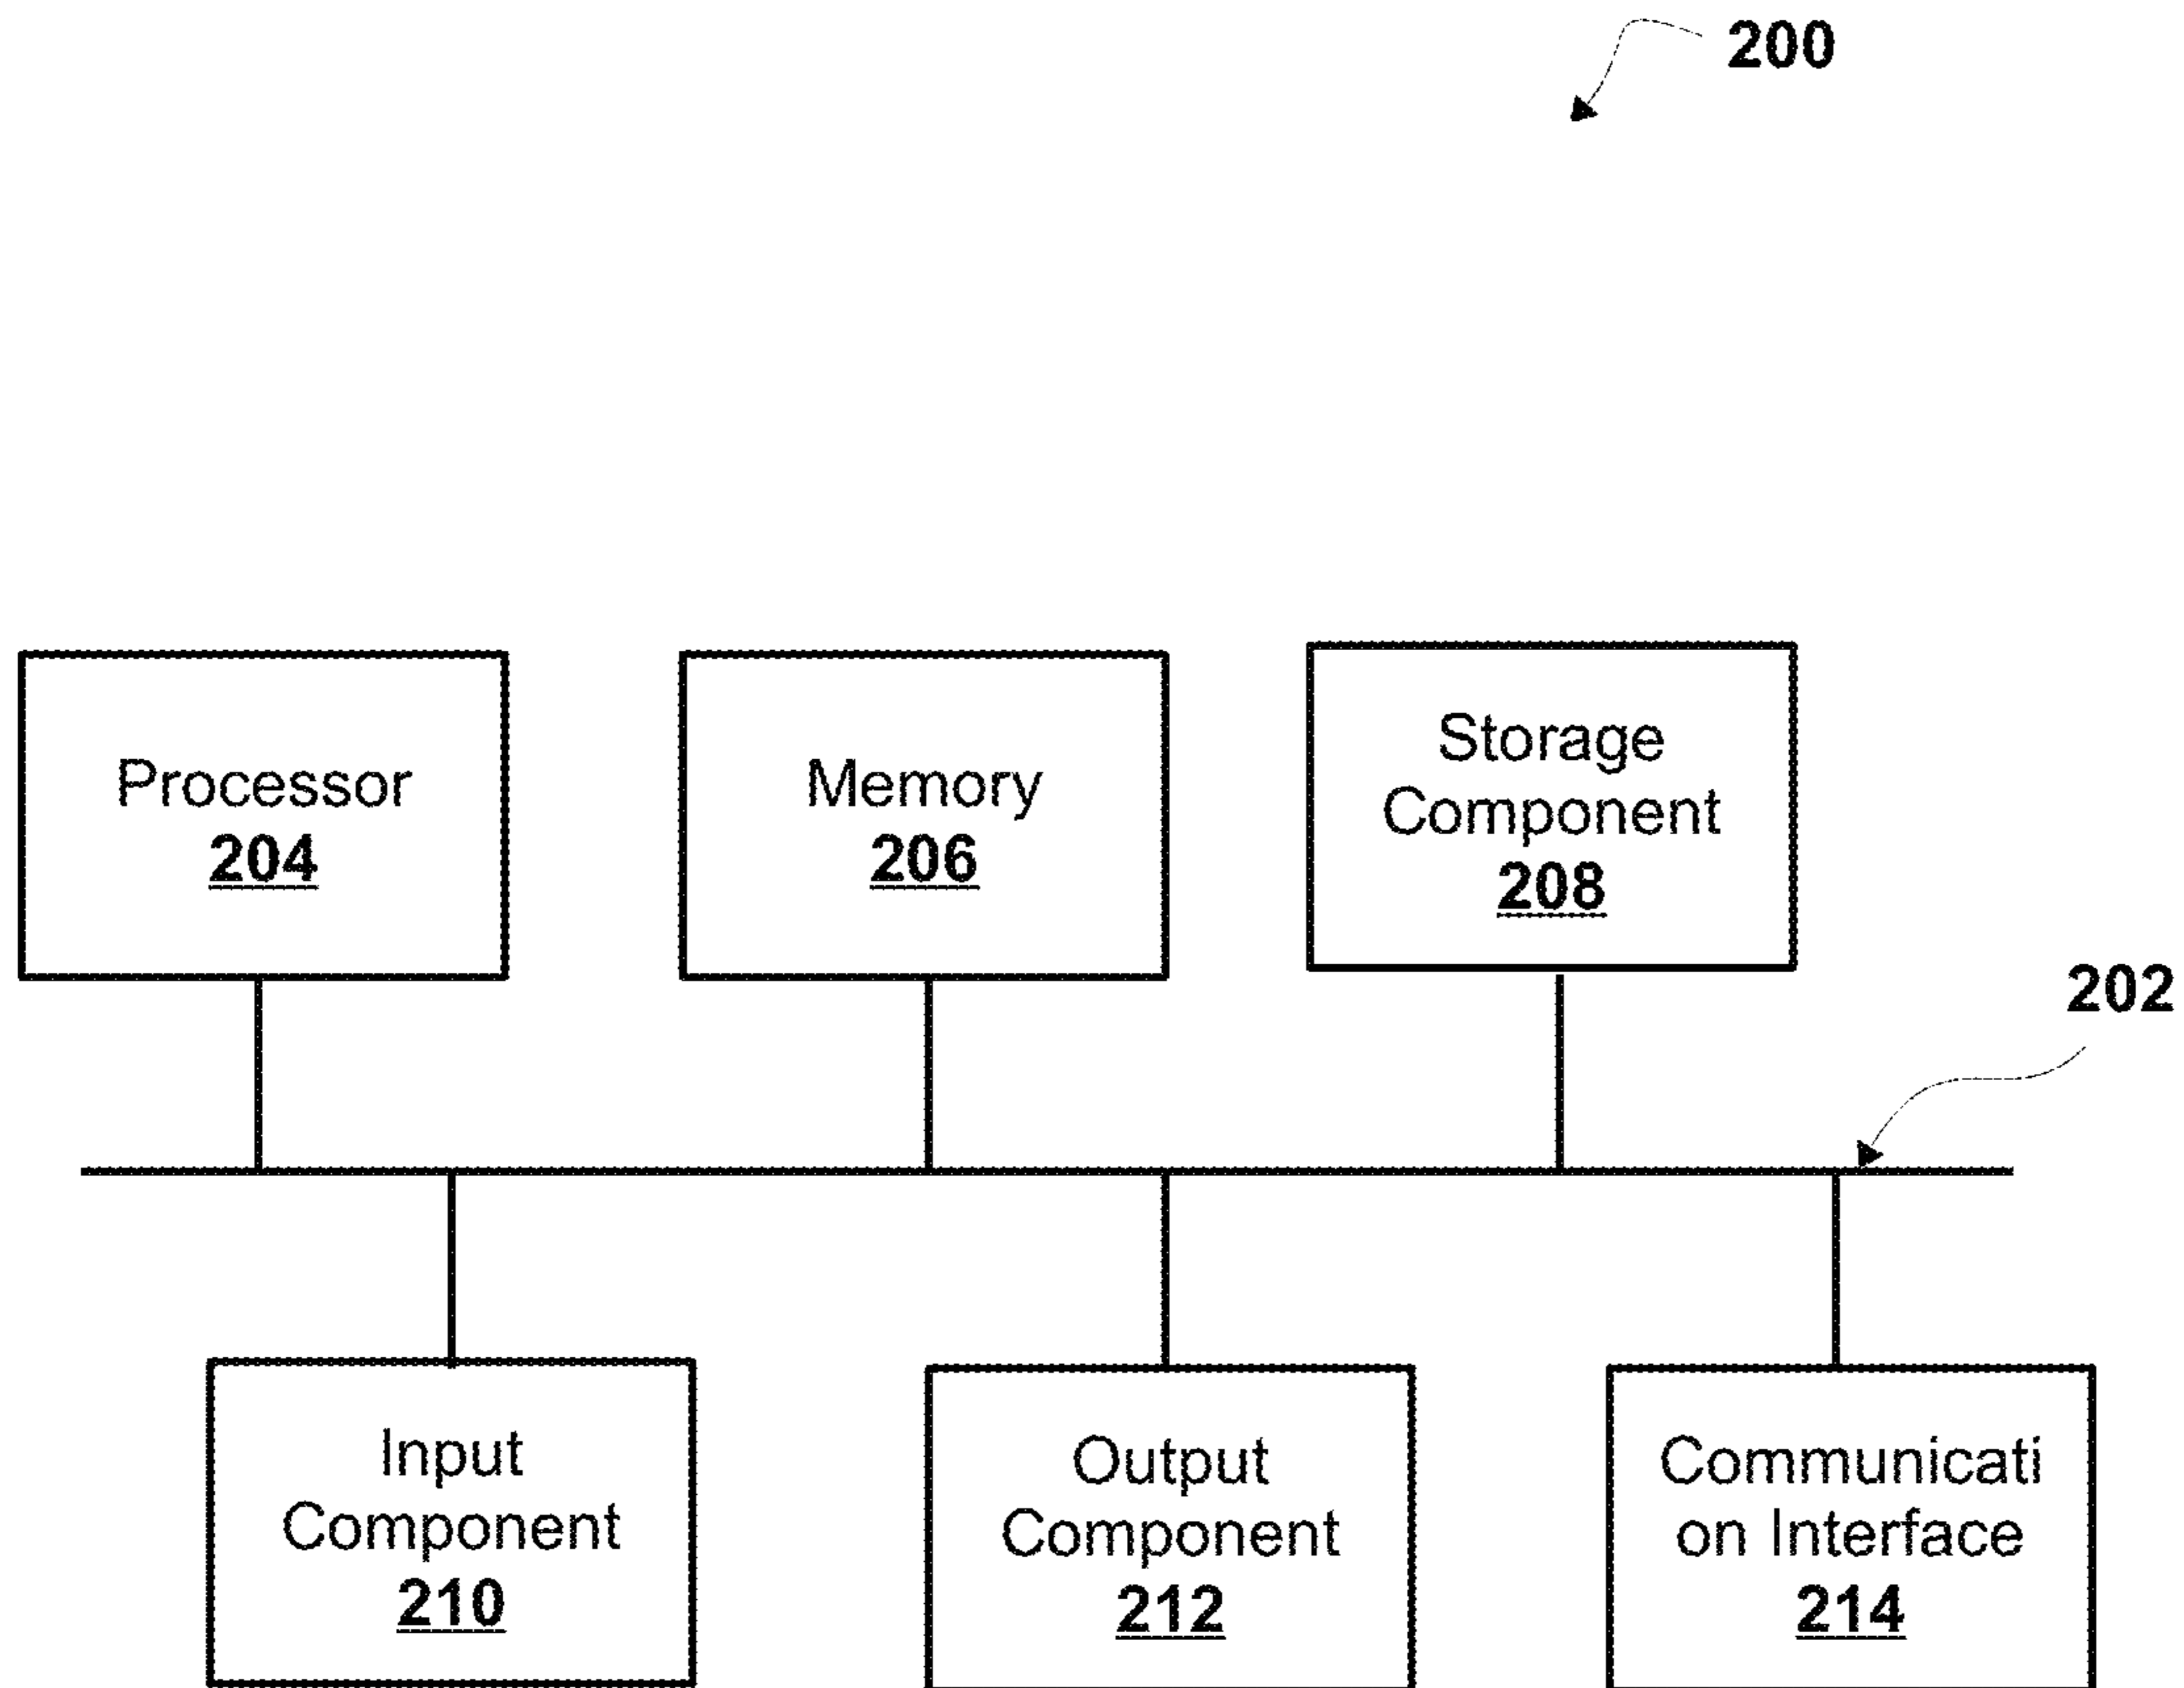 200
Processor
204
Memory
206
Storage
Component
208
202
Input
Component
210
Output
Component
212
Communicati
on Interface
214